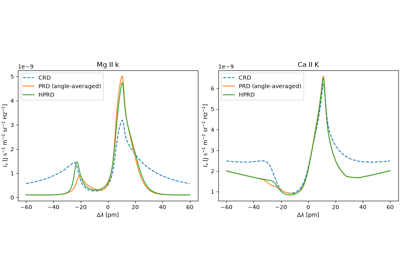 Mg II k
1e−9
CRD
PRD (angle-averaged)
HPRD
5
4
3
2
1
0
−60 −40 −20 0 20 40 60
Δλ [pm]
Iν [J s⁻¹ m⁻² sr⁻¹ Hz⁻¹]
Ca II K
1e−9
CRD
PRD (angle-averaged)
HPRD
6
5
4
3
2
1
−60 −40 −20 0 20 40 60
Δλ [pm]
Iν [J s⁻¹ m⁻² sr⁻¹ Hz⁻¹]